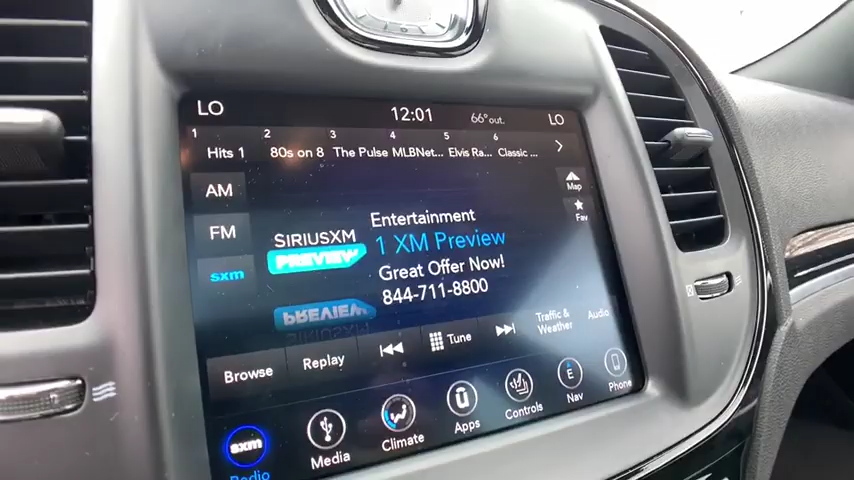 LO 12:01 66° out. LO
1 2 3 4 5 6
Hits 1 80s on 8 The Pulse MLBNet... Elvis Ra... Classic ...
AM
Map
FM
Fav
sxm
SIRIUSXM
PREVIEW
Entertainment
1 XM Preview
Great Offer Now!
844-711-8800
Browse
Replay
Tune
Traffic &
Weather
Audio
sxm
Radio
Media
Climate
Apps
Controls
E
Nav
Phone